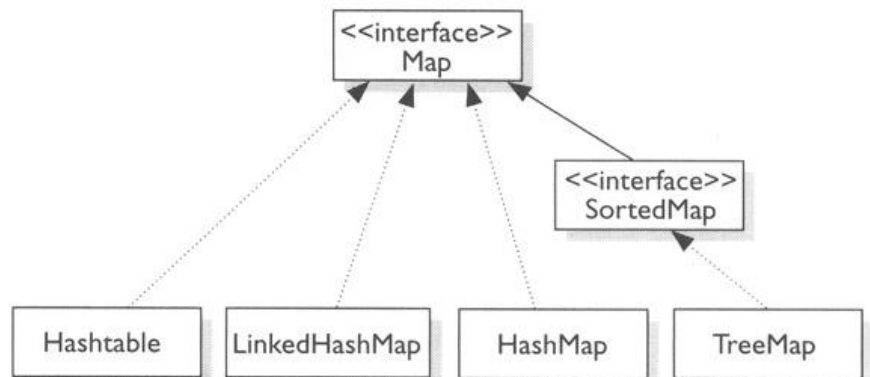 <<interface>>
Map
<<interface>>
SortedMap
Hashtable
LinkedHashMap
HashMap
TreeMap